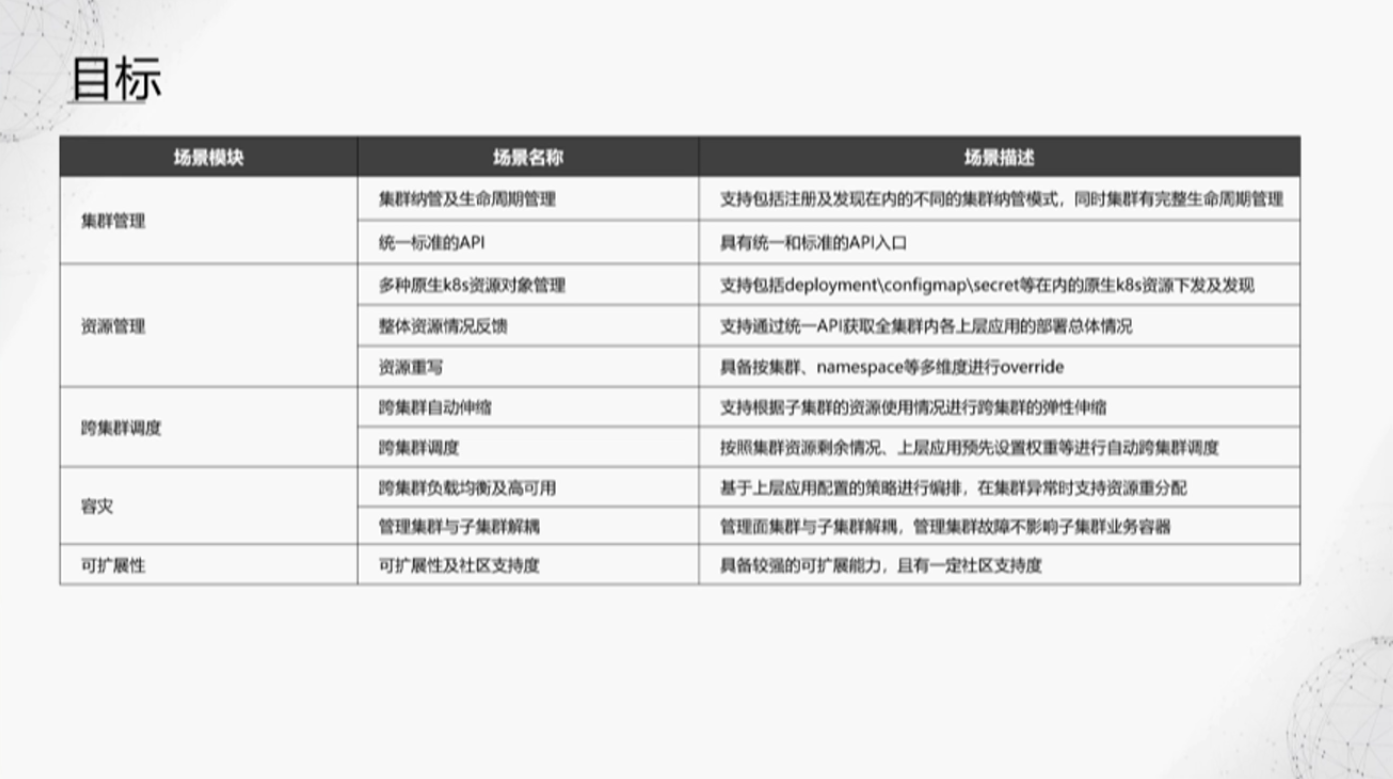 目标
场景模块 场景名称 场景描述
集群管理 集群纳管及生命周期管理 支持包括注册及发现在内的不同的集群纳管模式，同时集群有完整生命周期管理
统一标准的API 具有统一和标准的API入口
资源管理 多种原生k8s资源对象管理 支持包括deployment\configmap\secret等在内的原生k8s资源下发及发现
整体资源情况反馈 支持通过统一API获取全集群内各上层应用的部署总体情况
资源重写 具备按集群、namespace等多维度进行override
跨集群调度 跨集群自动伸缩 支持根据子集群的资源使用情况进行跨集群的弹性伸缩
跨集群调度 按照集群资源剩余情况、上层应用预先设置权重等进行自动跨集群调度
容灾 跨集群负载均衡及高可用 基于上层应用配置的策略进行编排，在集群异常时支持资源重分配
管理集群与子集群解耦 管理面集群与子集群解耦，管理集群故障不影响子集群业务容器
可扩展性 可扩展性及社区支持度 具备较强的可扩展能力，且有一定社区支持度